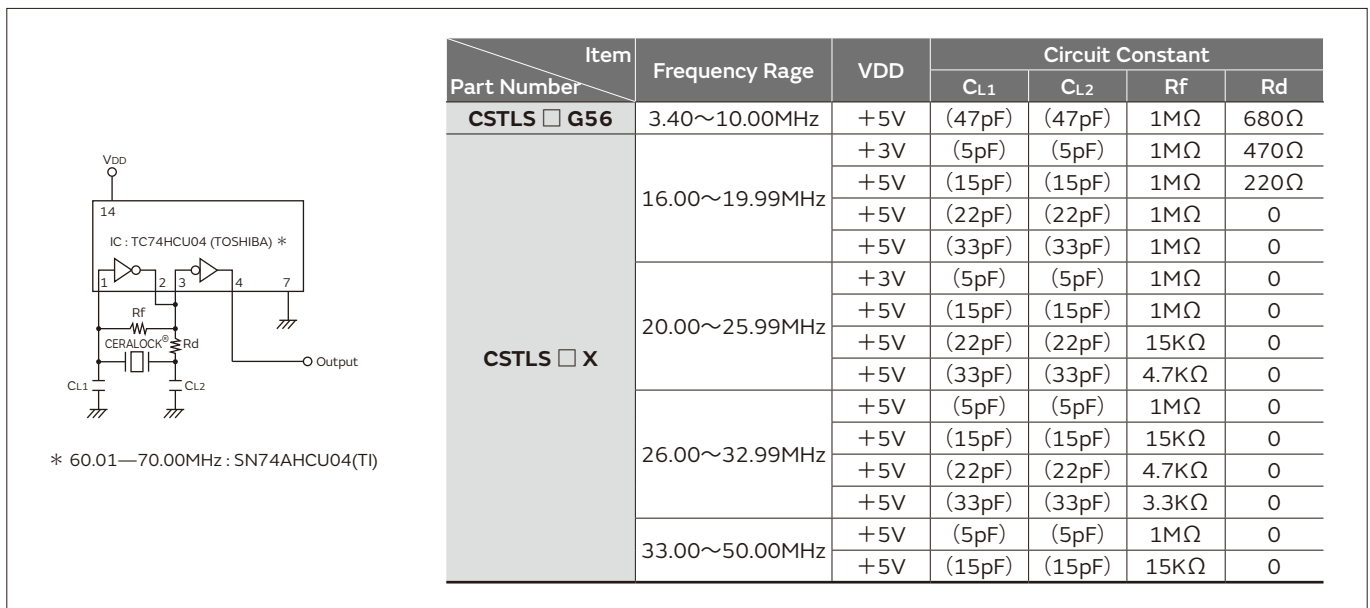 VDD
14
IC : TC74HCU04 (TOSHIBA) ＊
1 2 3 4 7
Rf
CERALOCK® Rd
Output
CL1 CL2
＊ 60.01—70.00MHz : SN74AHCU04(TI)
Item Part Number Frequency Rage VDD Circuit Constant
CL1 CL2 Rf Rd
CSTLS □ G56 3.40～10.00MHz ＋5V （47pF） （47pF） 1MΩ 680Ω
CSTLS □ X
16.00～19.99MHz
＋3V （5pF） （5pF） 1MΩ 470Ω
＋5V （15pF） （15pF） 1MΩ 220Ω
＋5V （22pF） （22pF） 1MΩ 0
＋5V （33pF） （33pF） 1MΩ 0
20.00～25.99MHz
＋3V （5pF） （5pF） 1MΩ 0
＋5V （15pF） （15pF） 1MΩ 0
＋5V （22pF） （22pF） 15KΩ 0
＋5V （33pF） （33pF） 4.7KΩ 0
26.00～32.99MHz
＋5V （5pF） （5pF） 1MΩ 0
＋5V （15pF） （15pF） 15KΩ 0
＋5V （22pF） （22pF） 4.7KΩ 0
＋5V （33pF） （33pF） 3.3KΩ 0
33.00～50.00MHz
＋5V （5pF） （5pF） 1MΩ 0
＋5V （15pF） （15pF） 15KΩ 0